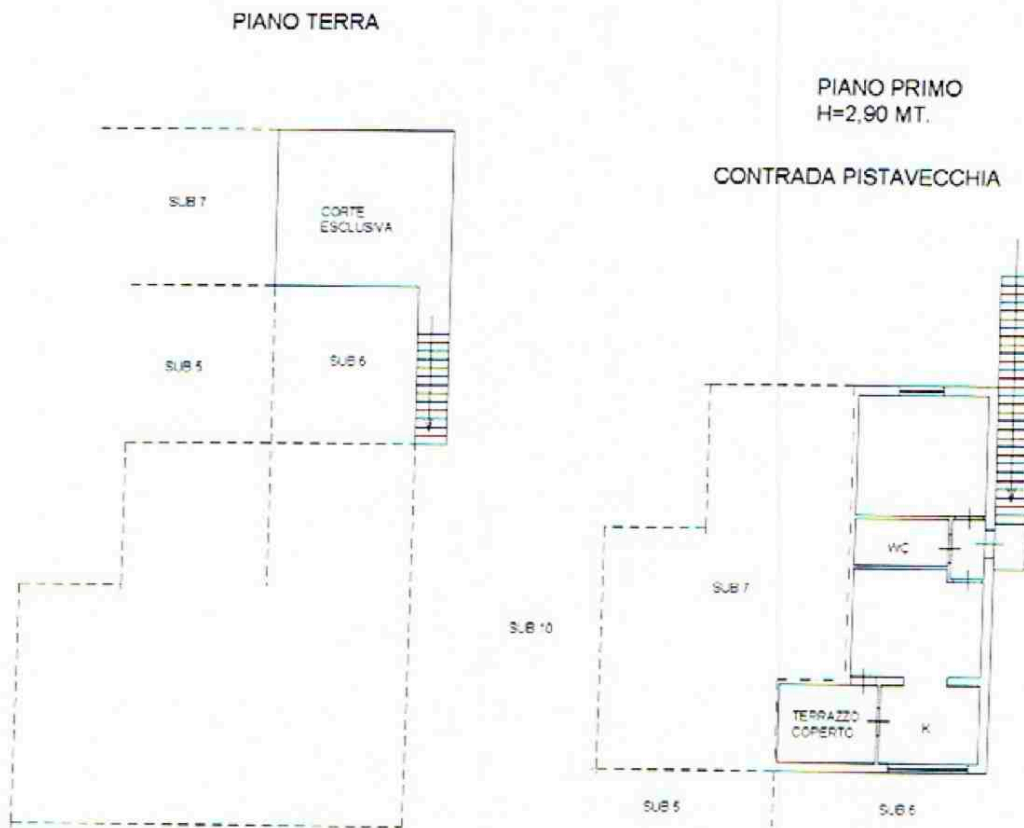 PIANO TERRA
PIANO PRIMO
H=2,90 MT.
CONTRADA PISTAVECCHIA
SUB 7
CORTE
ESCLUSIVA
SUB 5
SUB 6
SUB 10
WC
SUB 7
TERRAZZO
COPERTO
K
SUB 5
SUB 6